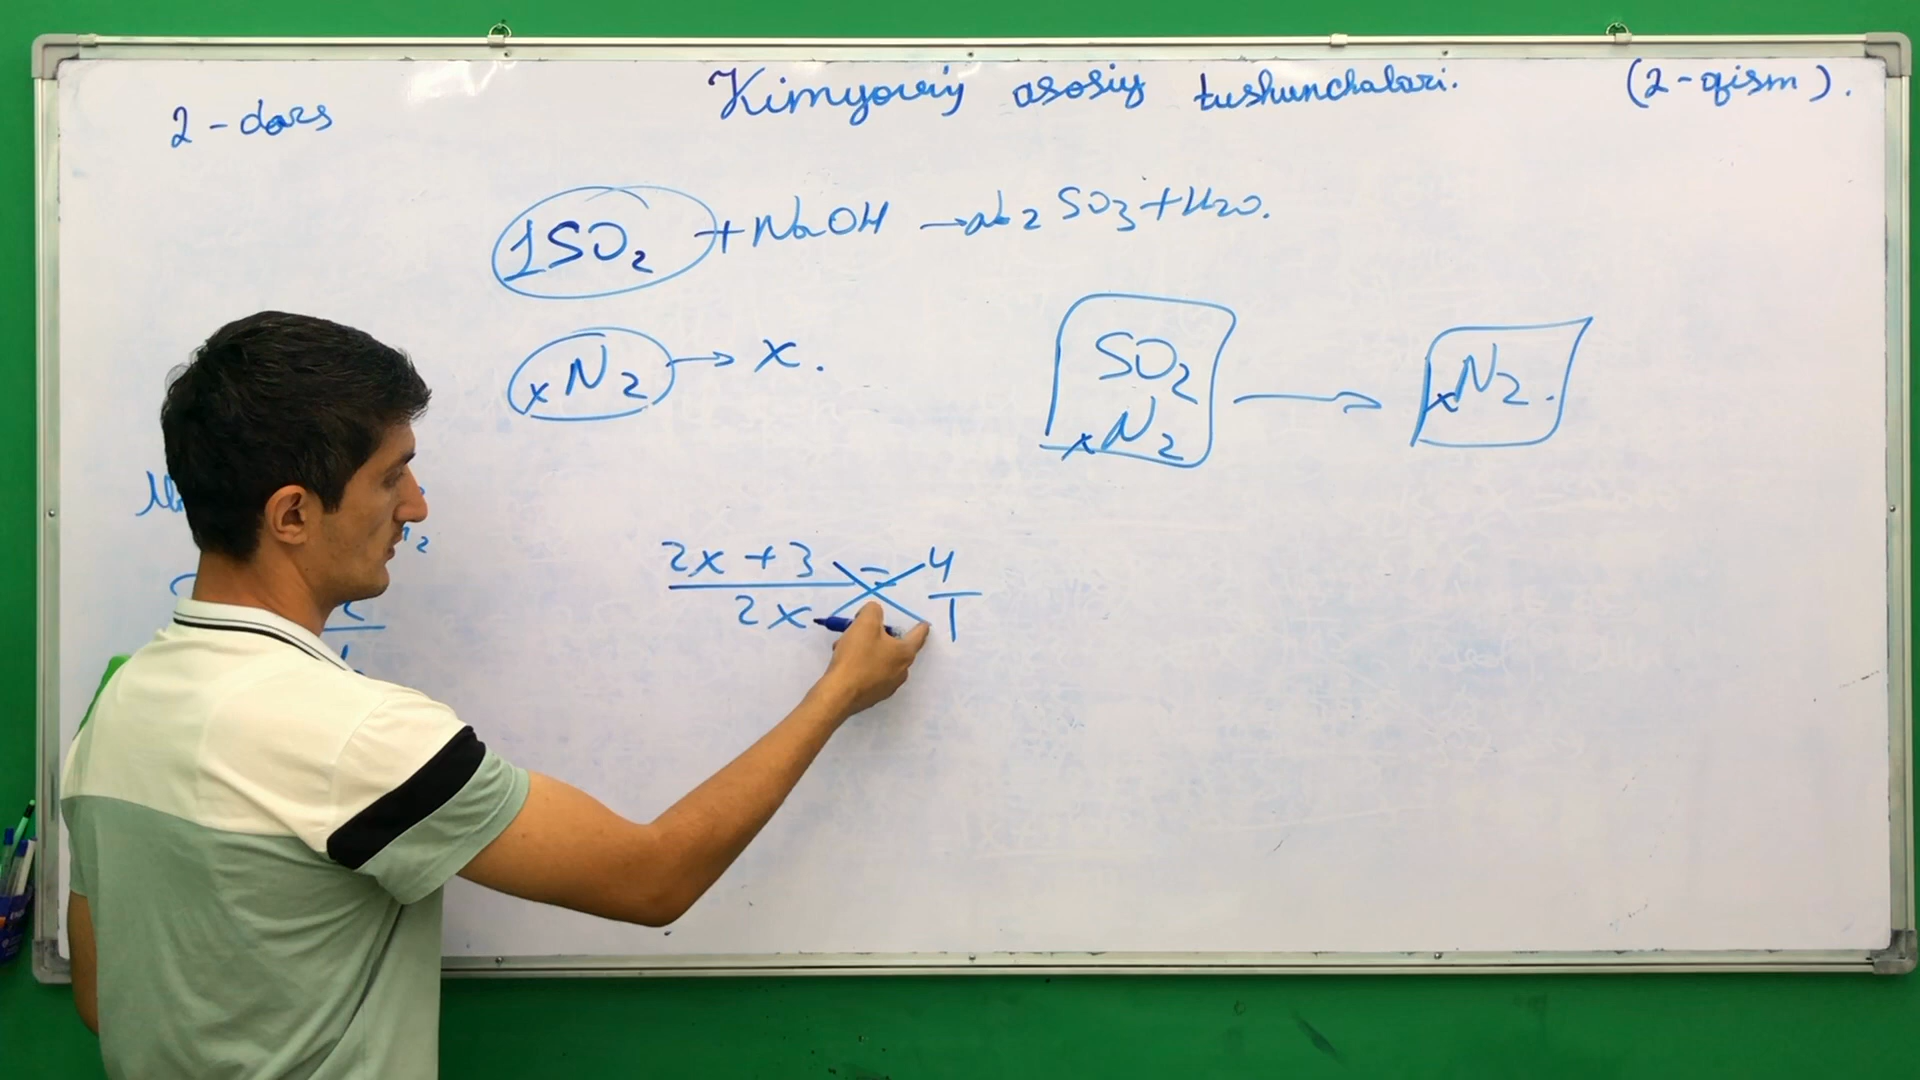 2-dars
Kimyoviy asosiy tushunchalari.
(2-qism).
1SO2 + NaOH → Na2SO3 + H2O.
xN2 → x.
SO2
xN2 → xN2.
2x + 3 = 4
2x 1